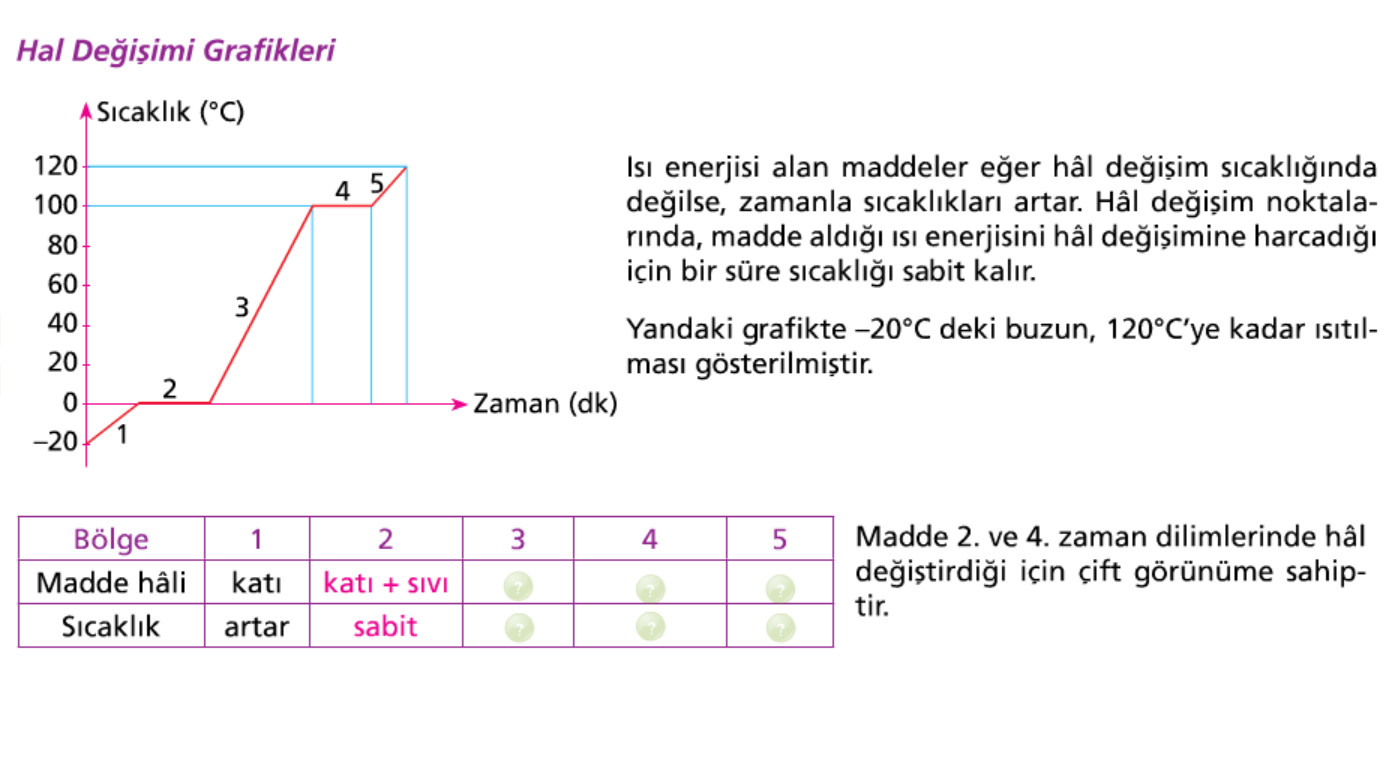 Hal Değişimi Grafikleri
Sıcaklık (°C)
120
100
80
60
40
20
0
–20
1
2
3
4
5
Zaman (dk)
Isı enerjisi alan maddeler eğer hâl değişim sıcaklığında
değilse, zamanla sıcaklıkları artar. Hâl değişim noktala-
rında, madde aldığı ısı enerjisini hâl değişimine harcadığı
için bir süre sıcaklığı sabit kalır.
Yandaki grafikte –20°C deki buzun, 120°C’ye kadar ısıtıl-
ması gösterilmiştir.
Bölge 1 2 3 4 5
Madde hâli katı katı + sıvı ? ? ?
Sıcaklık artar sabit ? ? ?
Madde 2. ve 4. zaman dilimlerinde hâl
değiştirdiği için çift görünüme sahip-
tir.